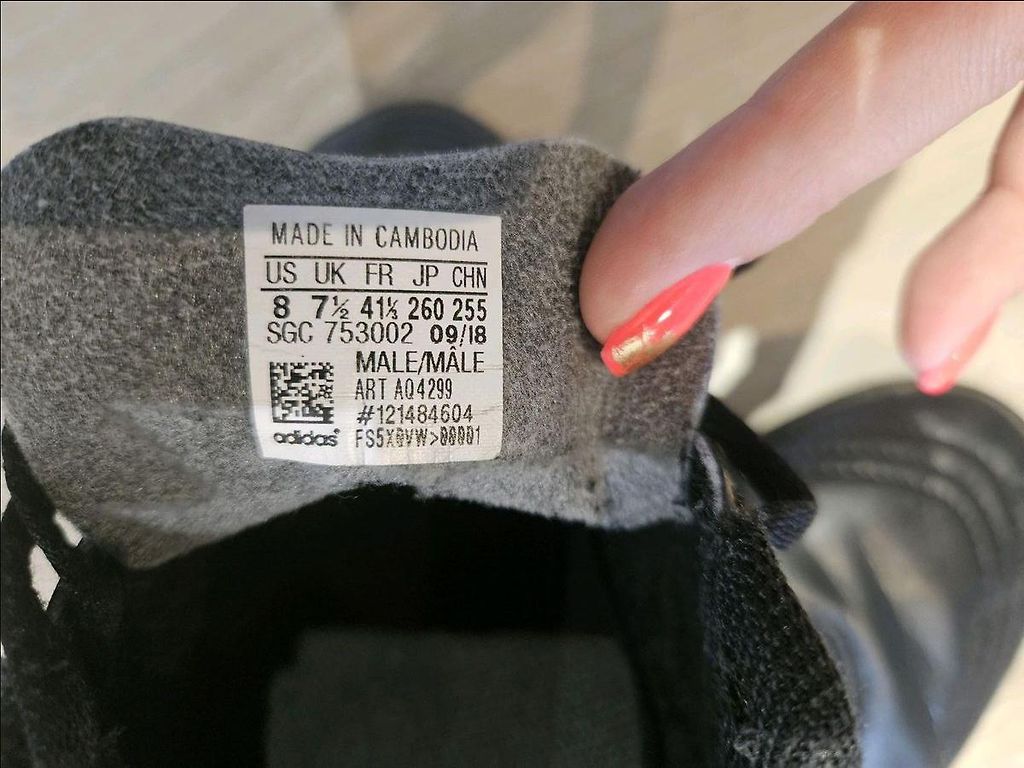 MADE IN CAMBODIA
US UK FR JP CHN
8 7½ 41⅓ 260 255
SGC 753002 09/18
MALE/MÂLE
ART AQ4299
#121484604
adidas® FS5X0VW>00001